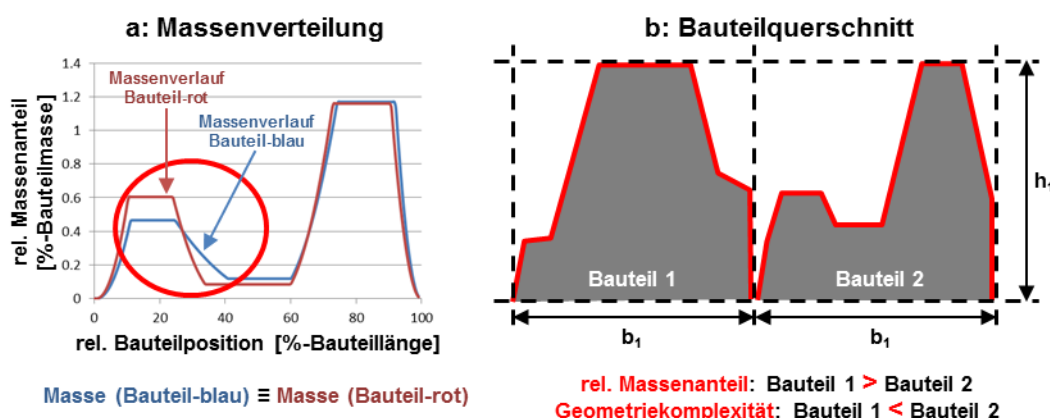 a: Massenverteilung
1.4
1.2
1
0.8
0.6
0.4
0.2
0
0 20 40 60 80 100
rel. Massenanteil
[%-Bauteilmasse]
Massenverlauf
Bauteil-rot
Massenverlauf
Bauteil-blau
rel. Bauteilposition [%-Bauteillänge]
Masse (Bauteil-blau) ≡ Masse (Bauteil-rot)
b: Bauteilquerschnitt
h₁
Bauteil 1
Bauteil 2
b₁
b₁
rel. Massenanteil: Bauteil 1 > Bauteil 2
Geometriekomplexität: Bauteil 1 < Bauteil 2